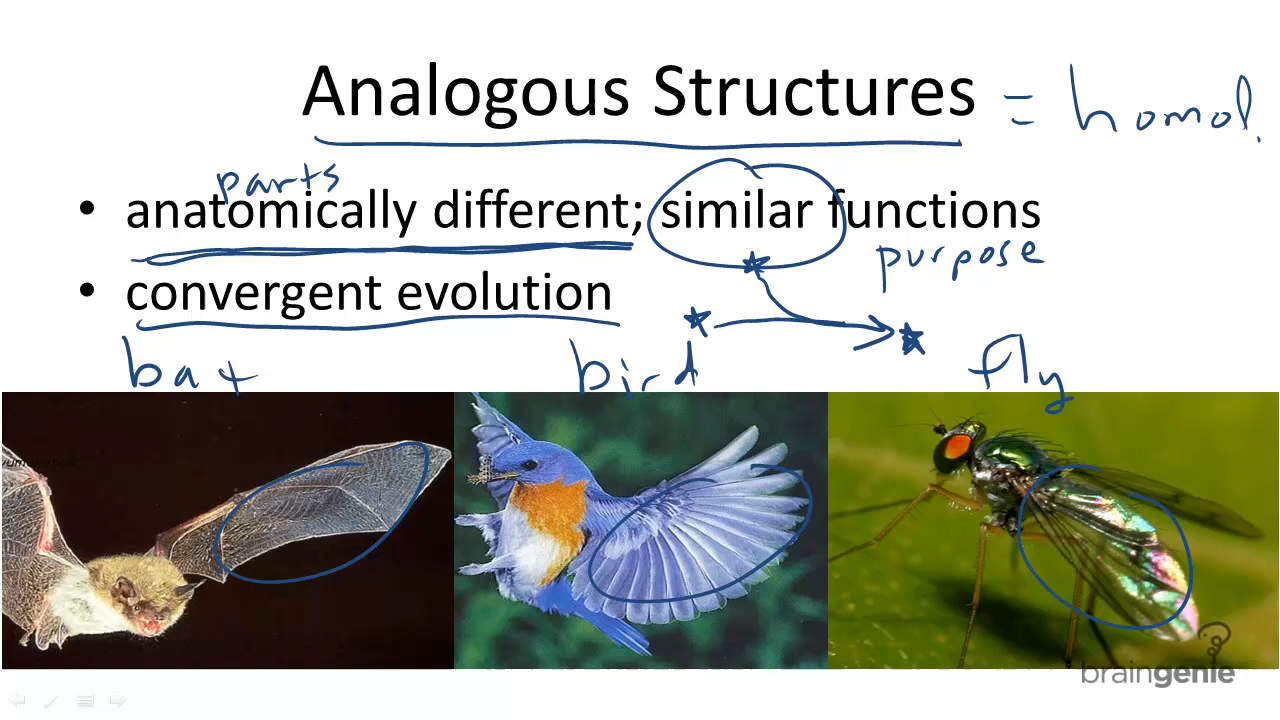 Analogous Structures = homol.
parts
• anatomically different; similar functions
purpose
• convergent evolution
bat bird fly
braingenie